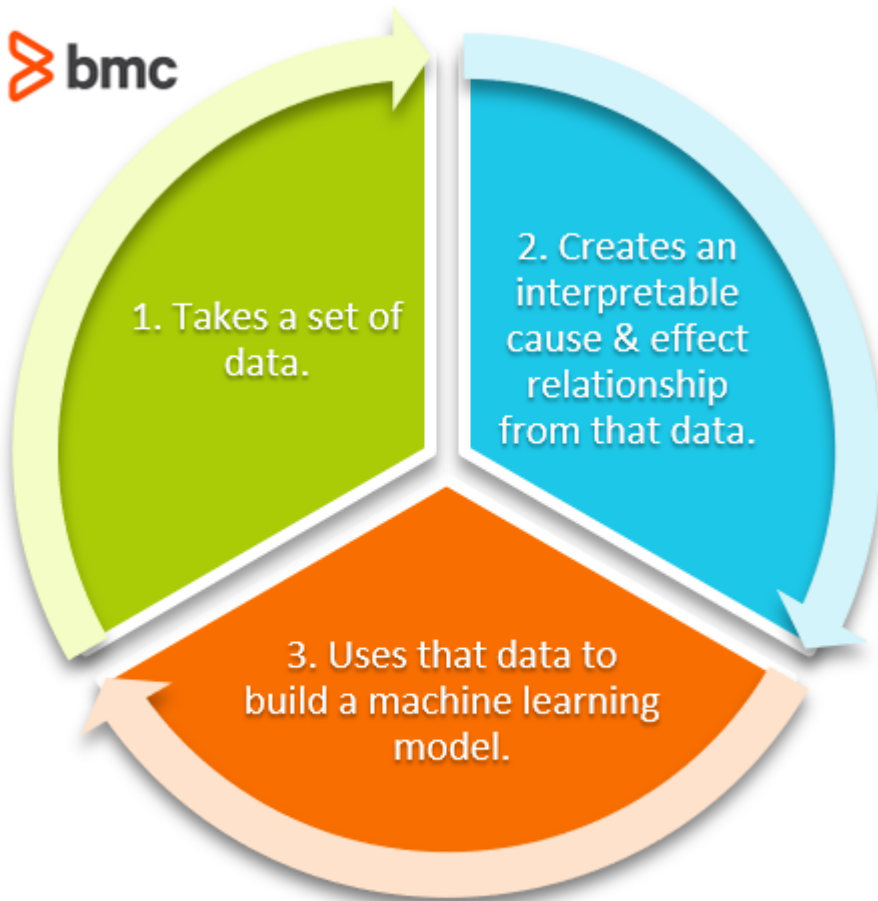 bmc
1. Takes a set of
data.
2. Creates an
interpretable
cause & effect
relationship
from that data.
3. Uses that data to
build a machine learning
model.